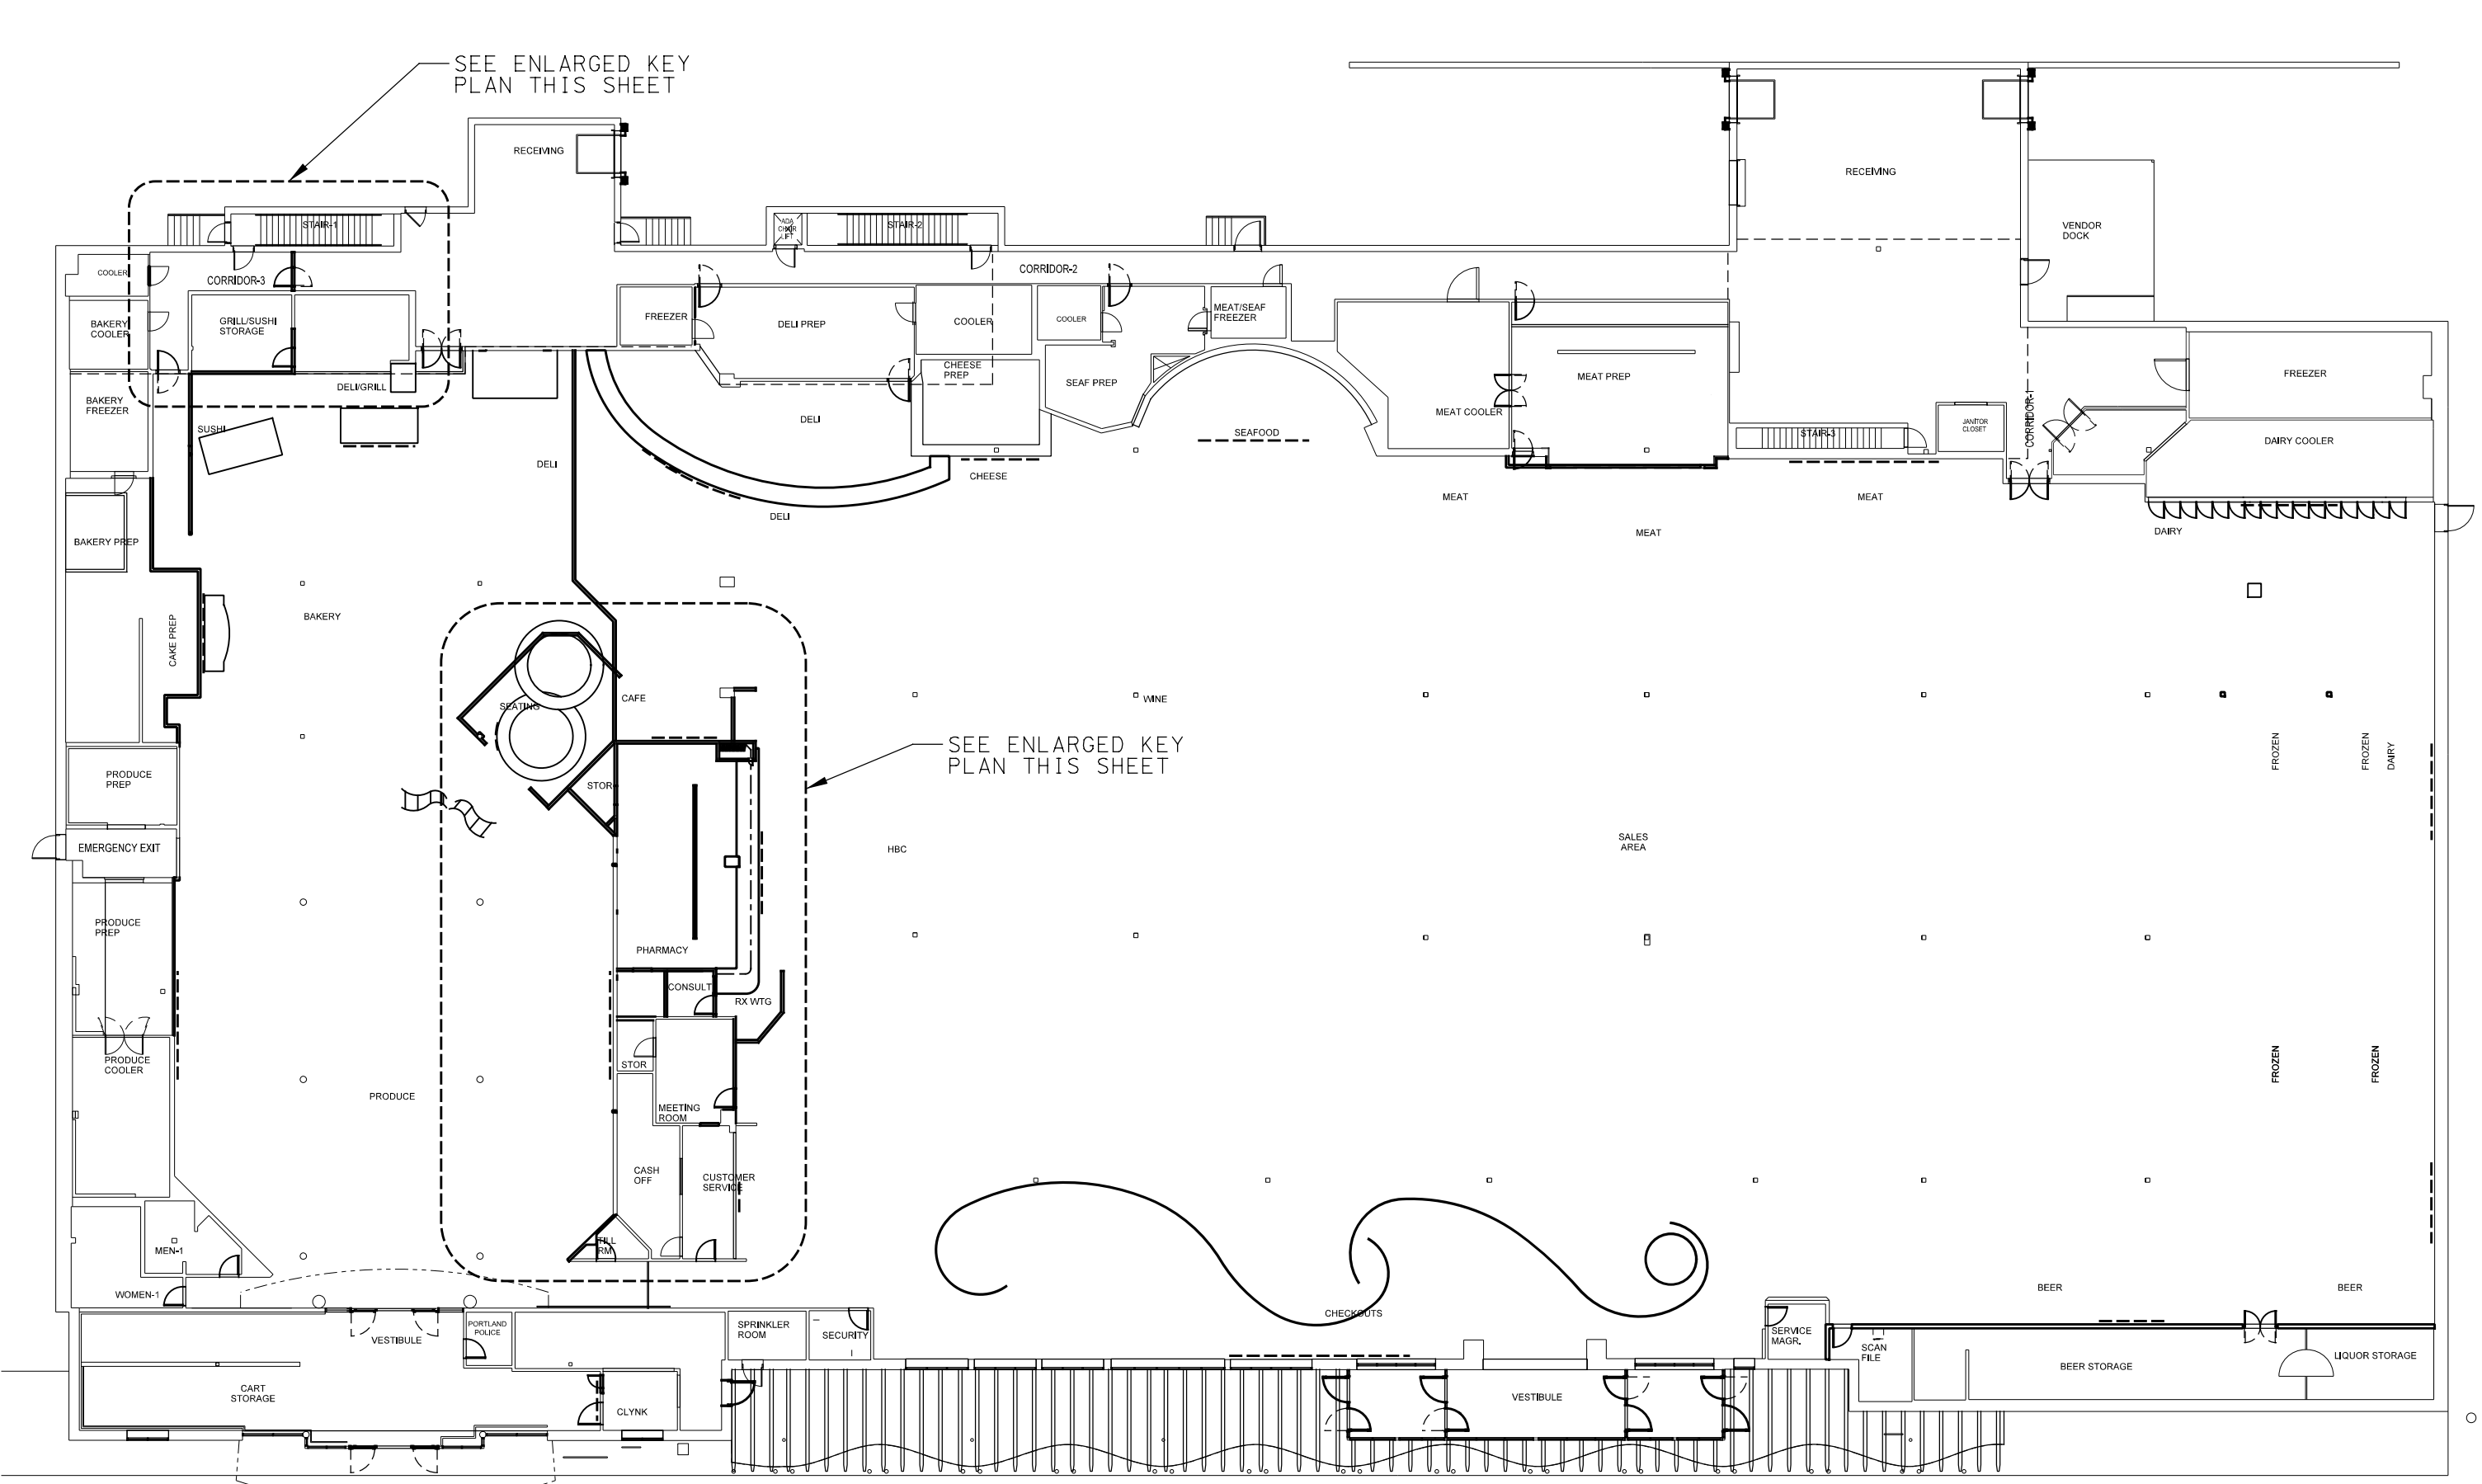 SEE ENLARGED KEY
PLAN THIS SHEET
RECEIVING
RECEIVING
STAIR-1
ADA
CHAIR
LIFT
STAIR-2
VENDOR
DOCK
COOLER
CORRIDOR-3
CORRIDOR-2
BAKERY
COOLER
GRILL/SUSHI
STORAGE
FREEZER
DELI PREP
COOLER
COOLER
MEAT/SEAF
FREEZER
CHEESE
PREP
SEAF PREP
MEAT PREP
FREEZER
DELI/GRILL
BAKERY
FREEZER
SUSHI
DELI
MEAT COOLER
SEAFOOD
STAIR-3
JANITOR
CLOSET
CORRIDOR-1
DAIRY COOLER
DELI
CHEESE
MEAT
MEAT
DELI
MEAT
DAIRY
BAKERY PREP
BAKERY
CAKE PREP
SEATING
CAFE
WINE
SEE ENLARGED KEY
PLAN THIS SHEET
FROZEN
FROZEN
DAIRY
PRODUCE
PREP
STOR
EMERGENCY EXIT
HBC
SALES
AREA
PRODUCE
PREP
PHARMACY
CONSULT
RX WTG
PRODUCE
COOLER
STOR
FROZEN
FROZEN
PRODUCE
MEETING
ROOM
CASH
OFF
CUSTOMER
SERVICE
MEN-1
TILL
RM
WOMEN-1
BEER
BEER
CHECKOUTS
VESTIBULE
PORTLAND
POLICE
SPRINKLER
ROOM
SECURITY
SERVICE
MAGR.
SCAN
FILE
BEER STORAGE
LIQUOR STORAGE
CART
STORAGE
CLYNK
VESTIBULE